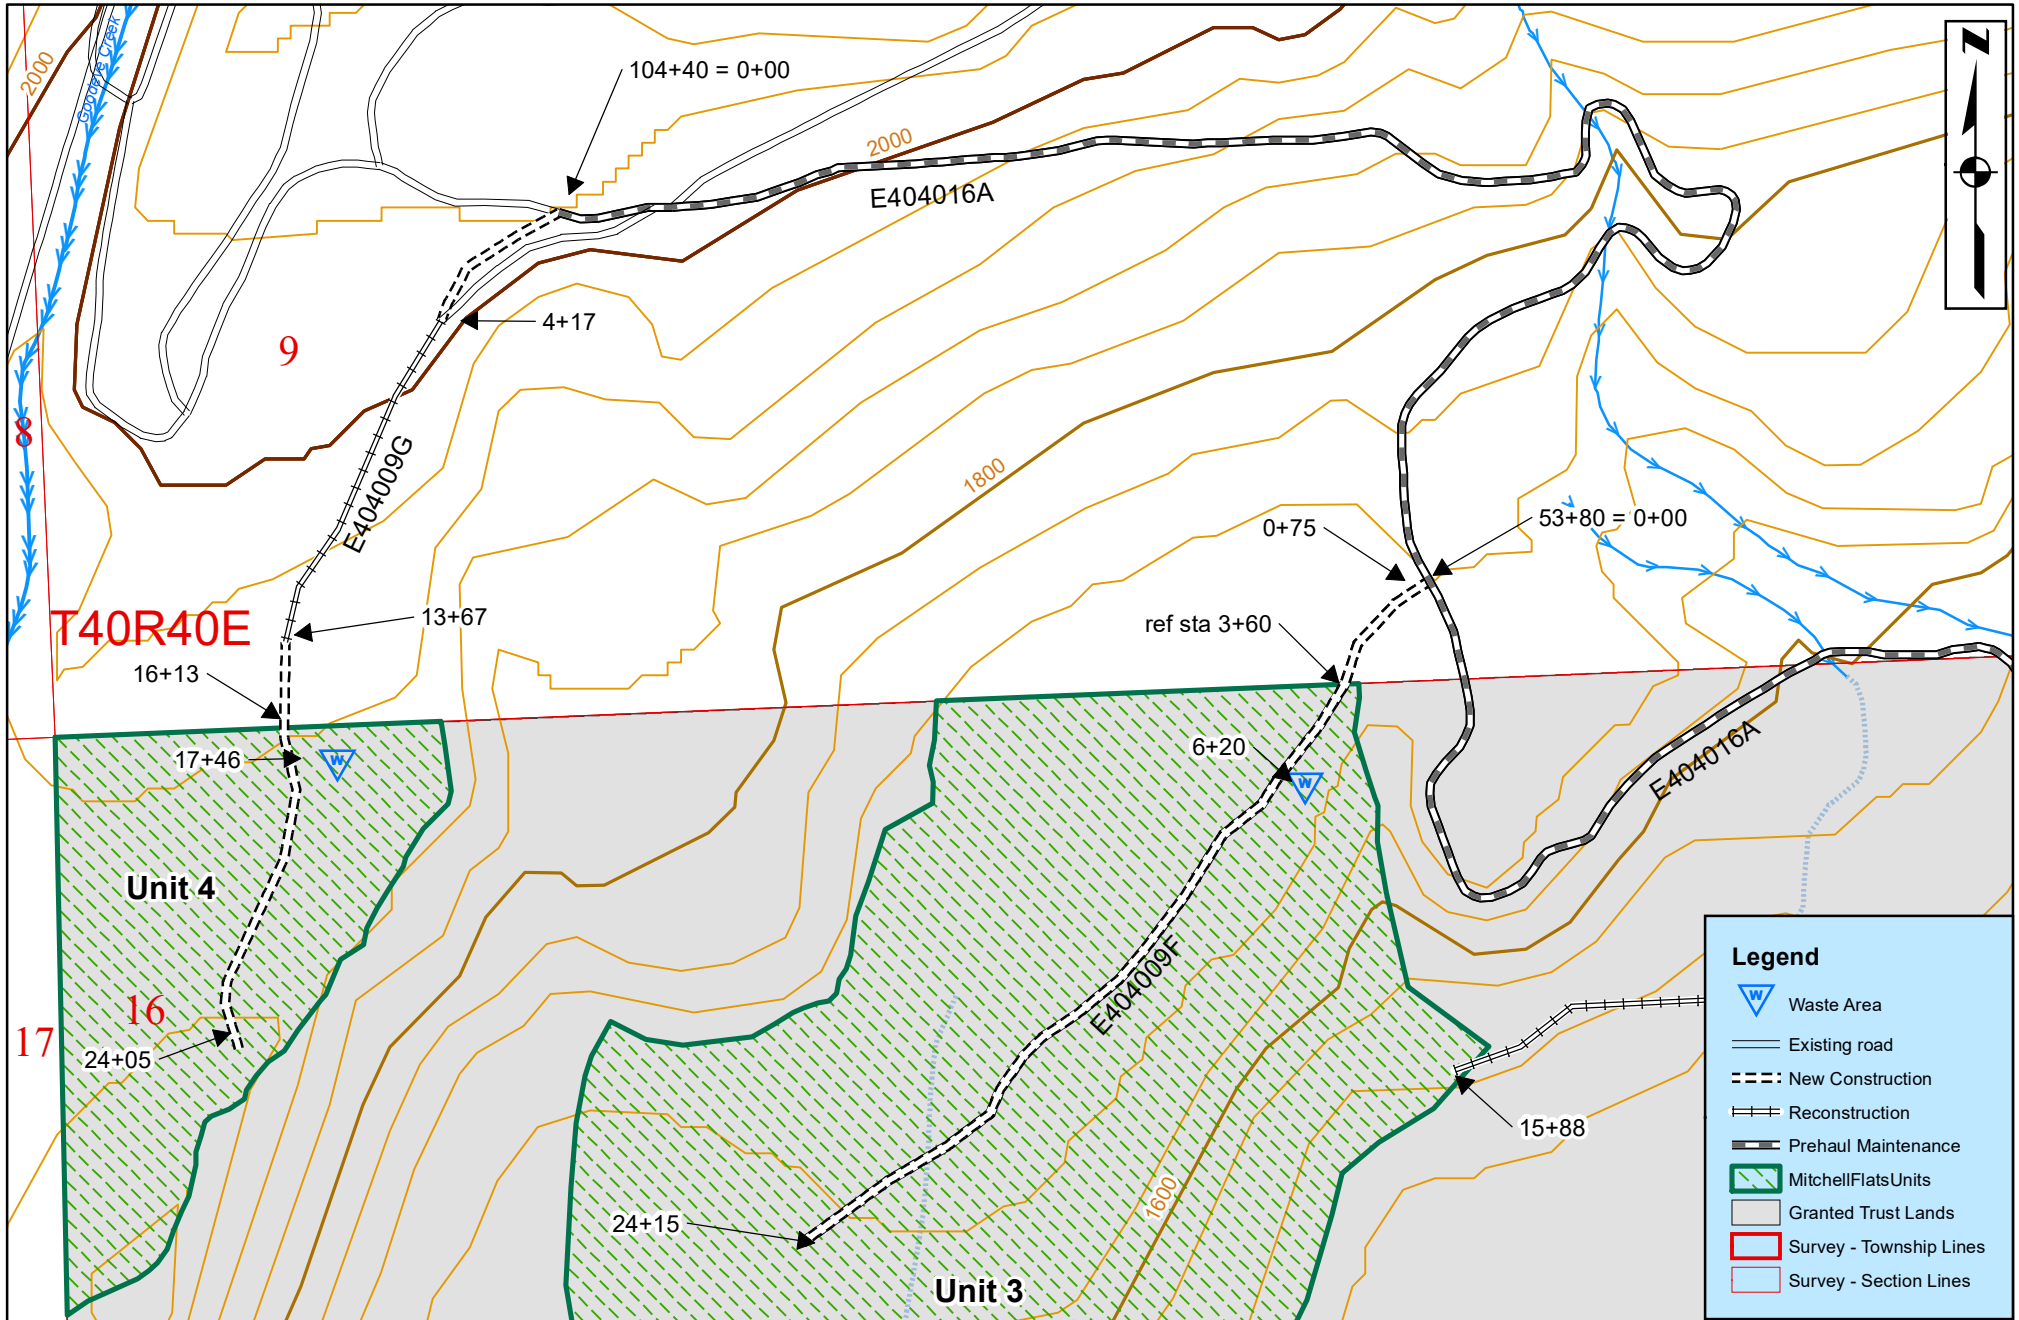 Goodeve Creek
2000
104+40 = 0+00
N
2000
E404016A
4+17
9
8
E404009G
1800
0+75
53+80 = 0+00
T40R40E
13+67
ref sta 3+60
16+13
17+46
W
6+20
W
E404016A
Unit 4
E404009F
16
17
24+05
15+88
1600
24+15
Unit 3
Legend
W Waste Area
Existing road
New Construction
Reconstruction
Prehaul Maintenance
MitchellFlatsUnits
Granted Trust Lands
Survey - Township Lines
Survey - Section Lines